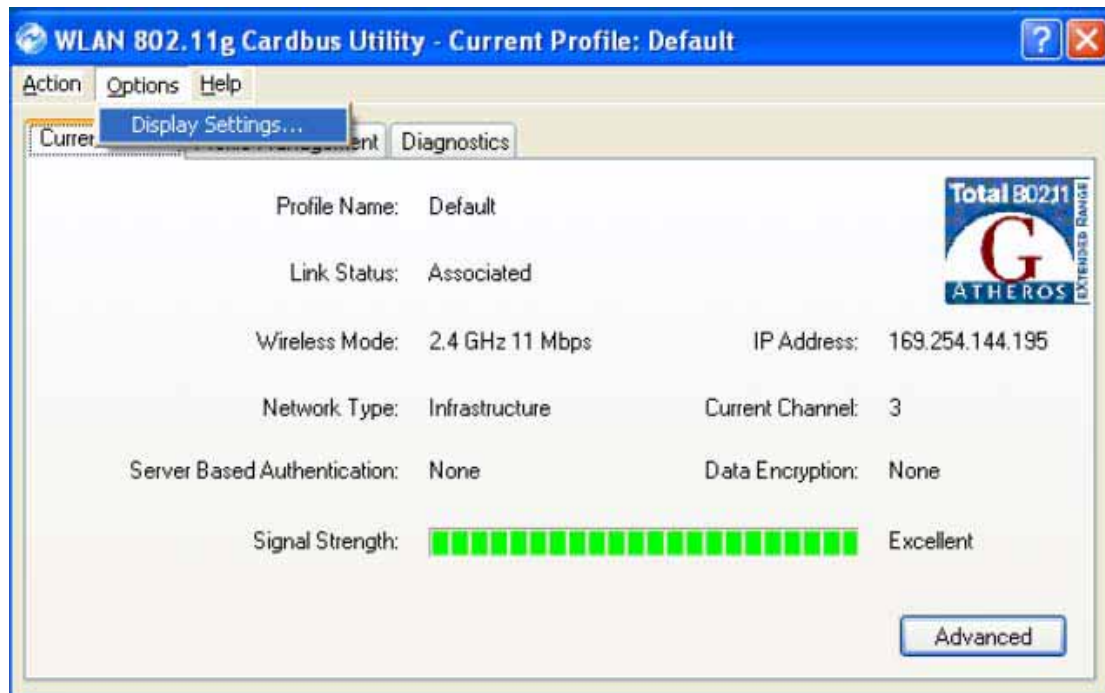 WLAN 802.11g Cardbus Utility - Current Profile: Default
Action Options Help
Display Settings...
Diagnostics
Profile Name: Default
Link Status: Associated
Wireless Mode: 2.4 GHz 11 Mbps IP Address: 169.254.144.195
Network Type: Infrastructure Current Channel: 3
Server Based Authentication: None Data Encryption: None
Signal Strength: Excellent
Total 802.11
G
ATHEROS
EXTENDED RANGE
Advanced